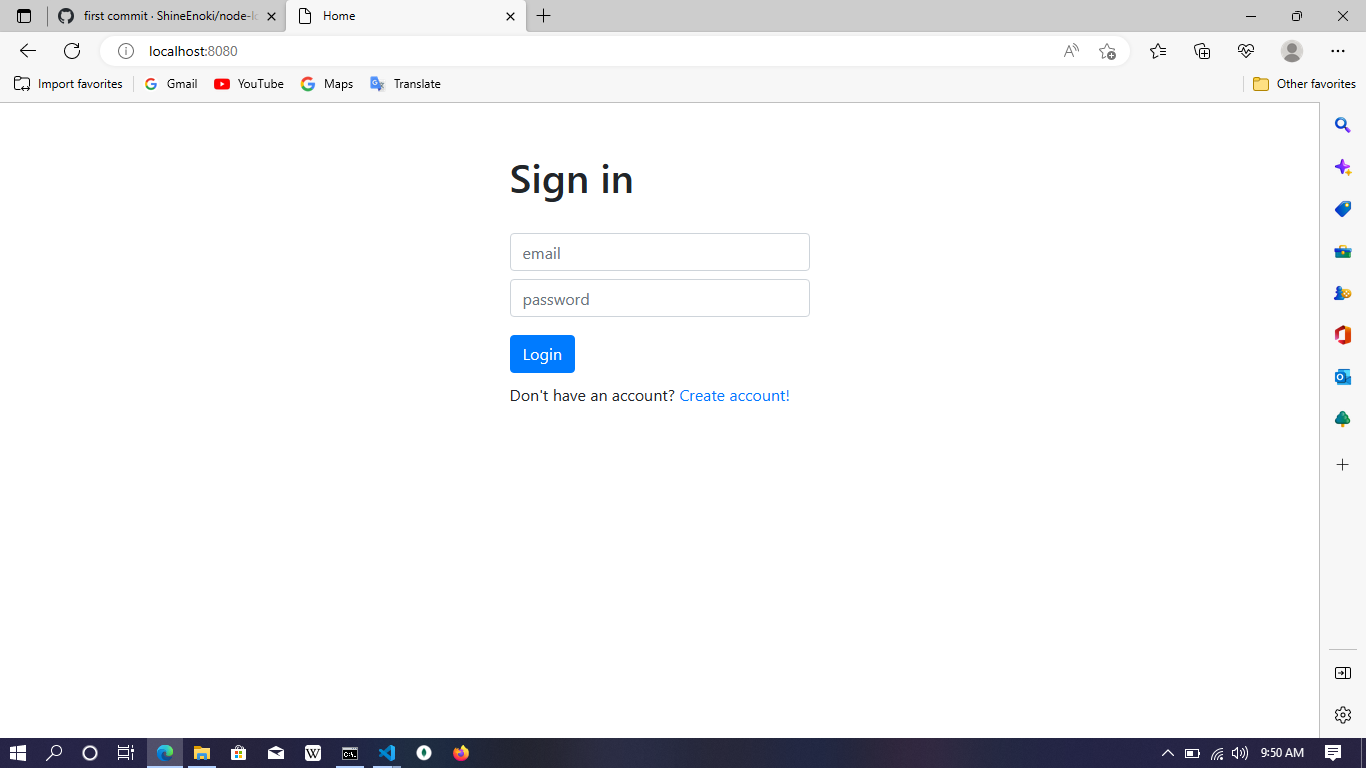 first commit · ShineEnoki/node-lo
Home
localhost:8080
Import favorites
Gmail
YouTube
Maps
Translate
Other favorites
Sign in
email
password
Login
Don't have an account? Create account!
9:50 AM